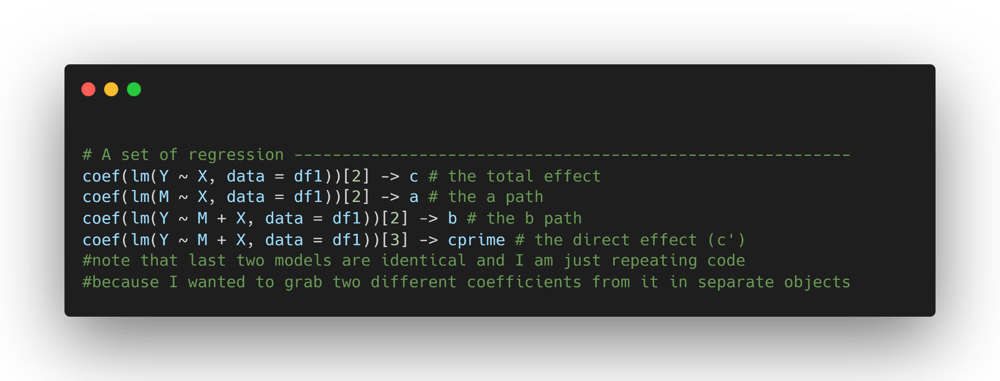 # A set of regression ----------------------------------------------------------
coef(lm(Y ~ X, data = df1))[2] -> c # the total effect
coef(lm(M ~ X, data = df1))[2] -> a # the a path
coef(lm(Y ~ M + X, data = df1))[2] -> b # the b path
coef(lm(Y ~ M + X, data = df1))[3] -> cprime # the direct effect (c')
#note that last two models are identical and I am just repeating code
#because I wanted to grab two different coefficients from it in separate objects